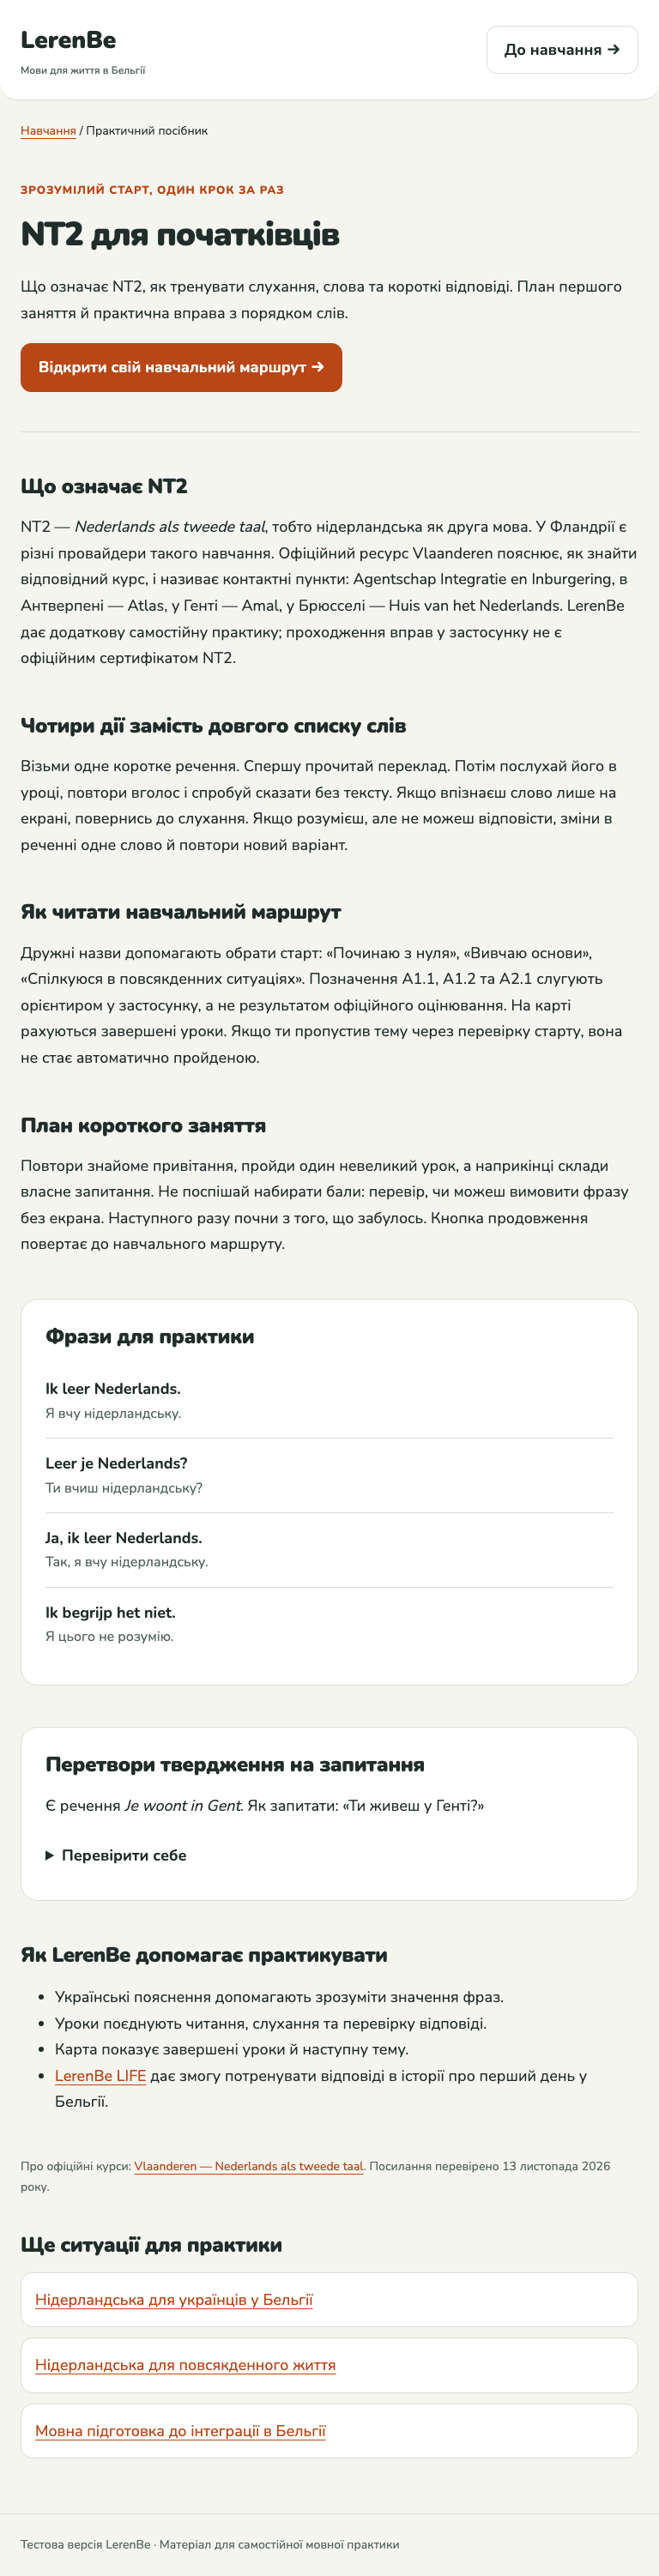 LerenBe
Мови для життя в Бельгії
До навчання →
Навчання / Практичний посібник
ЗРОЗУМІЛИЙ СТАРТ, ОДИН КРОК ЗА РАЗ
NT2 для початківців
Що означає NT2, як тренувати слухання, слова та короткі відповіді. План першого
заняття й практична вправа з порядком слів.
Відкрити свій навчальний маршрут →
Що означає NT2
NT2 — Nederlands als tweede taal, тобто нідерландська як друга мова. У Фландрії є
різні провайдери такого навчання. Офіційний ресурс Vlaanderen пояснює, як знайти
відповідний курс, і називає контактні пункти: Agentschap Integratie en Inburgering, в
Антверпені — Atlas, у Генті — Amal, у Брюсселі — Huis van het Nederlands. LerenBe
дає додаткову самостійну практику; проходження вправ у застосунку не є
офіційним сертифікатом NT2.
Чотири дії замість довгого списку слів
Візьми одне коротке речення. Спершу прочитай переклад. Потім послухай його в
уроці, повтори вголос і спробуй сказати без тексту. Якщо впізнаєш слово лише на
екрані, повернись до слухання. Якщо розумієш, але не можеш відповісти, зміни в
реченні одне слово й повтори новий варіант.
Як читати навчальний маршрут
Дружні назви допомагають обрати старт: «Починаю з нуля», «Вивчаю основи»,
«Спілкуюся в повсякденних ситуаціях». Позначення A1.1, A1.2 та A2.1 слугують
орієнтиром у застосунку, а не результатом офіційного оцінювання. На карті
рахуються завершені уроки. Якщо ти пропустив тему через перевірку старту, вона
не стає автоматично пройденою.
План короткого заняття
Повтори знайоме привітання, пройди один невеликий урок, а наприкінці склади
власне запитання. Не поспішай набирати бали: перевір, чи можеш вимовити фразу
без екрана. Наступного разу почни з того, що забулось. Кнопка продовження
повертає до навчального маршруту.
Фрази для практики
Ik leer Nederlands.
Я вчу нідерландську.
Leer je Nederlands?
Ти вчиш нідерландську?
Ja, ik leer Nederlands.
Так, я вчу нідерландську.
Ik begrijp het niet.
Я цього не розумію.
Перетвори твердження на запитання
Є речення Je woont in Gent. Як запитати: «Ти живеш у Генті?»
▶ Перевірити себе
Як LerenBe допомагає практикувати
• Українські пояснення допомагають зрозуміти значення фраз.
• Уроки поєднують читання, слухання та перевірку відповіді.
• Карта показує завершені уроки й наступну тему.
• LerenBe LIFE дає змогу потренувати відповіді в історії про перший день у
Бельгії.
Про офіційні курси: Vlaanderen — Nederlands als tweede taal. Посилання перевірено 13 листопада 2026
року.
Ще ситуації для практики
Нідерландська для українців у Бельгії
Нідерландська для повсякденного життя
Мовна підготовка до інтеграції в Бельгії
Тестова версія LerenBe · Матеріал для самостійної мовної практики